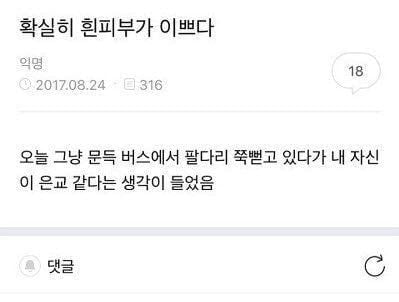 확실히 흰피부가 이쁘다
익명
2017.08.24 · 316
18
오늘 그냥 문득 버스에서 팔다리 쭉뻗고 있다가 내 자신
이 은교 같다는 생각이 들었음
댓글